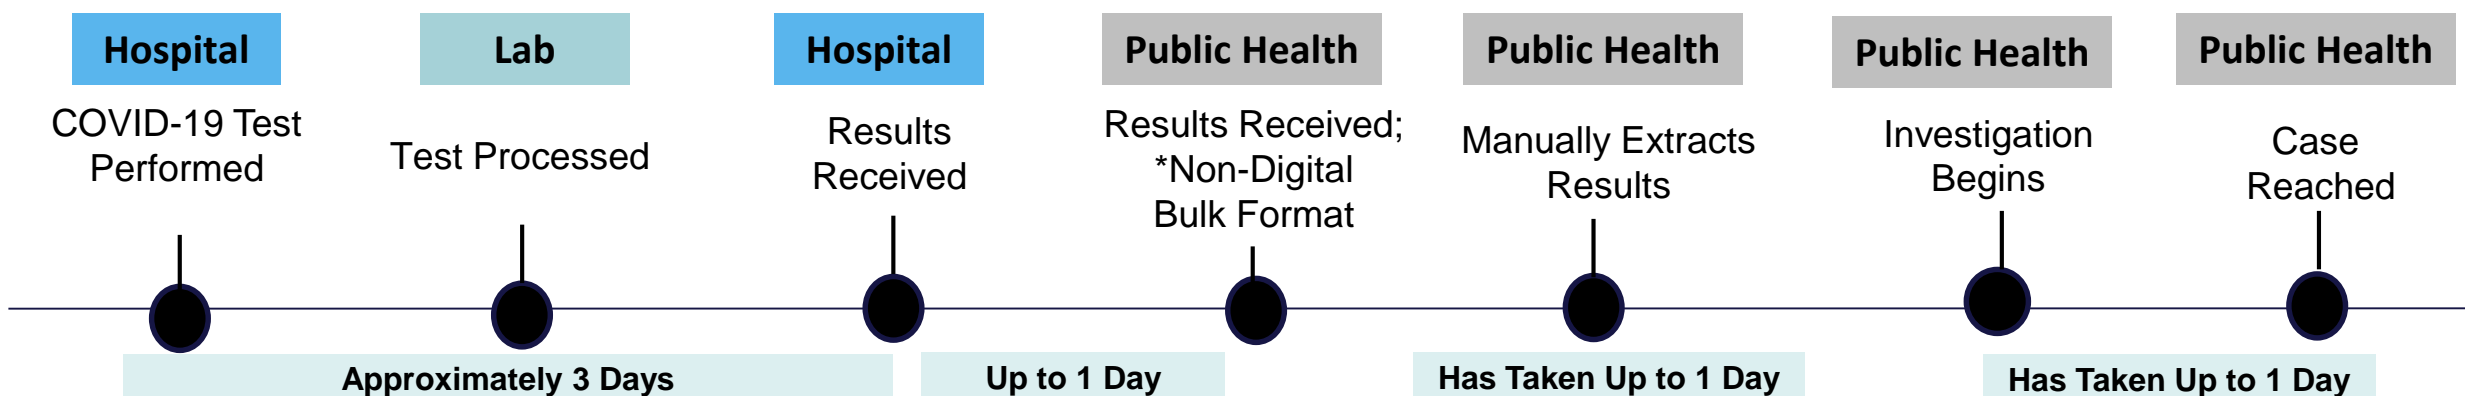 Hospital
COVID-19 Test
Performed
Lab
Test Processed
Hospital
Results
Received
Public Health
Results Received;
*Non-Digital
Bulk Format
Public Health
Manually Extracts
Results
Public Health
Investigation
Begins
Public Health
Case
Reached
Approximately 3 Days
Up to 1 Day
Has Taken Up to 1 Day
Has Taken Up to 1 Day